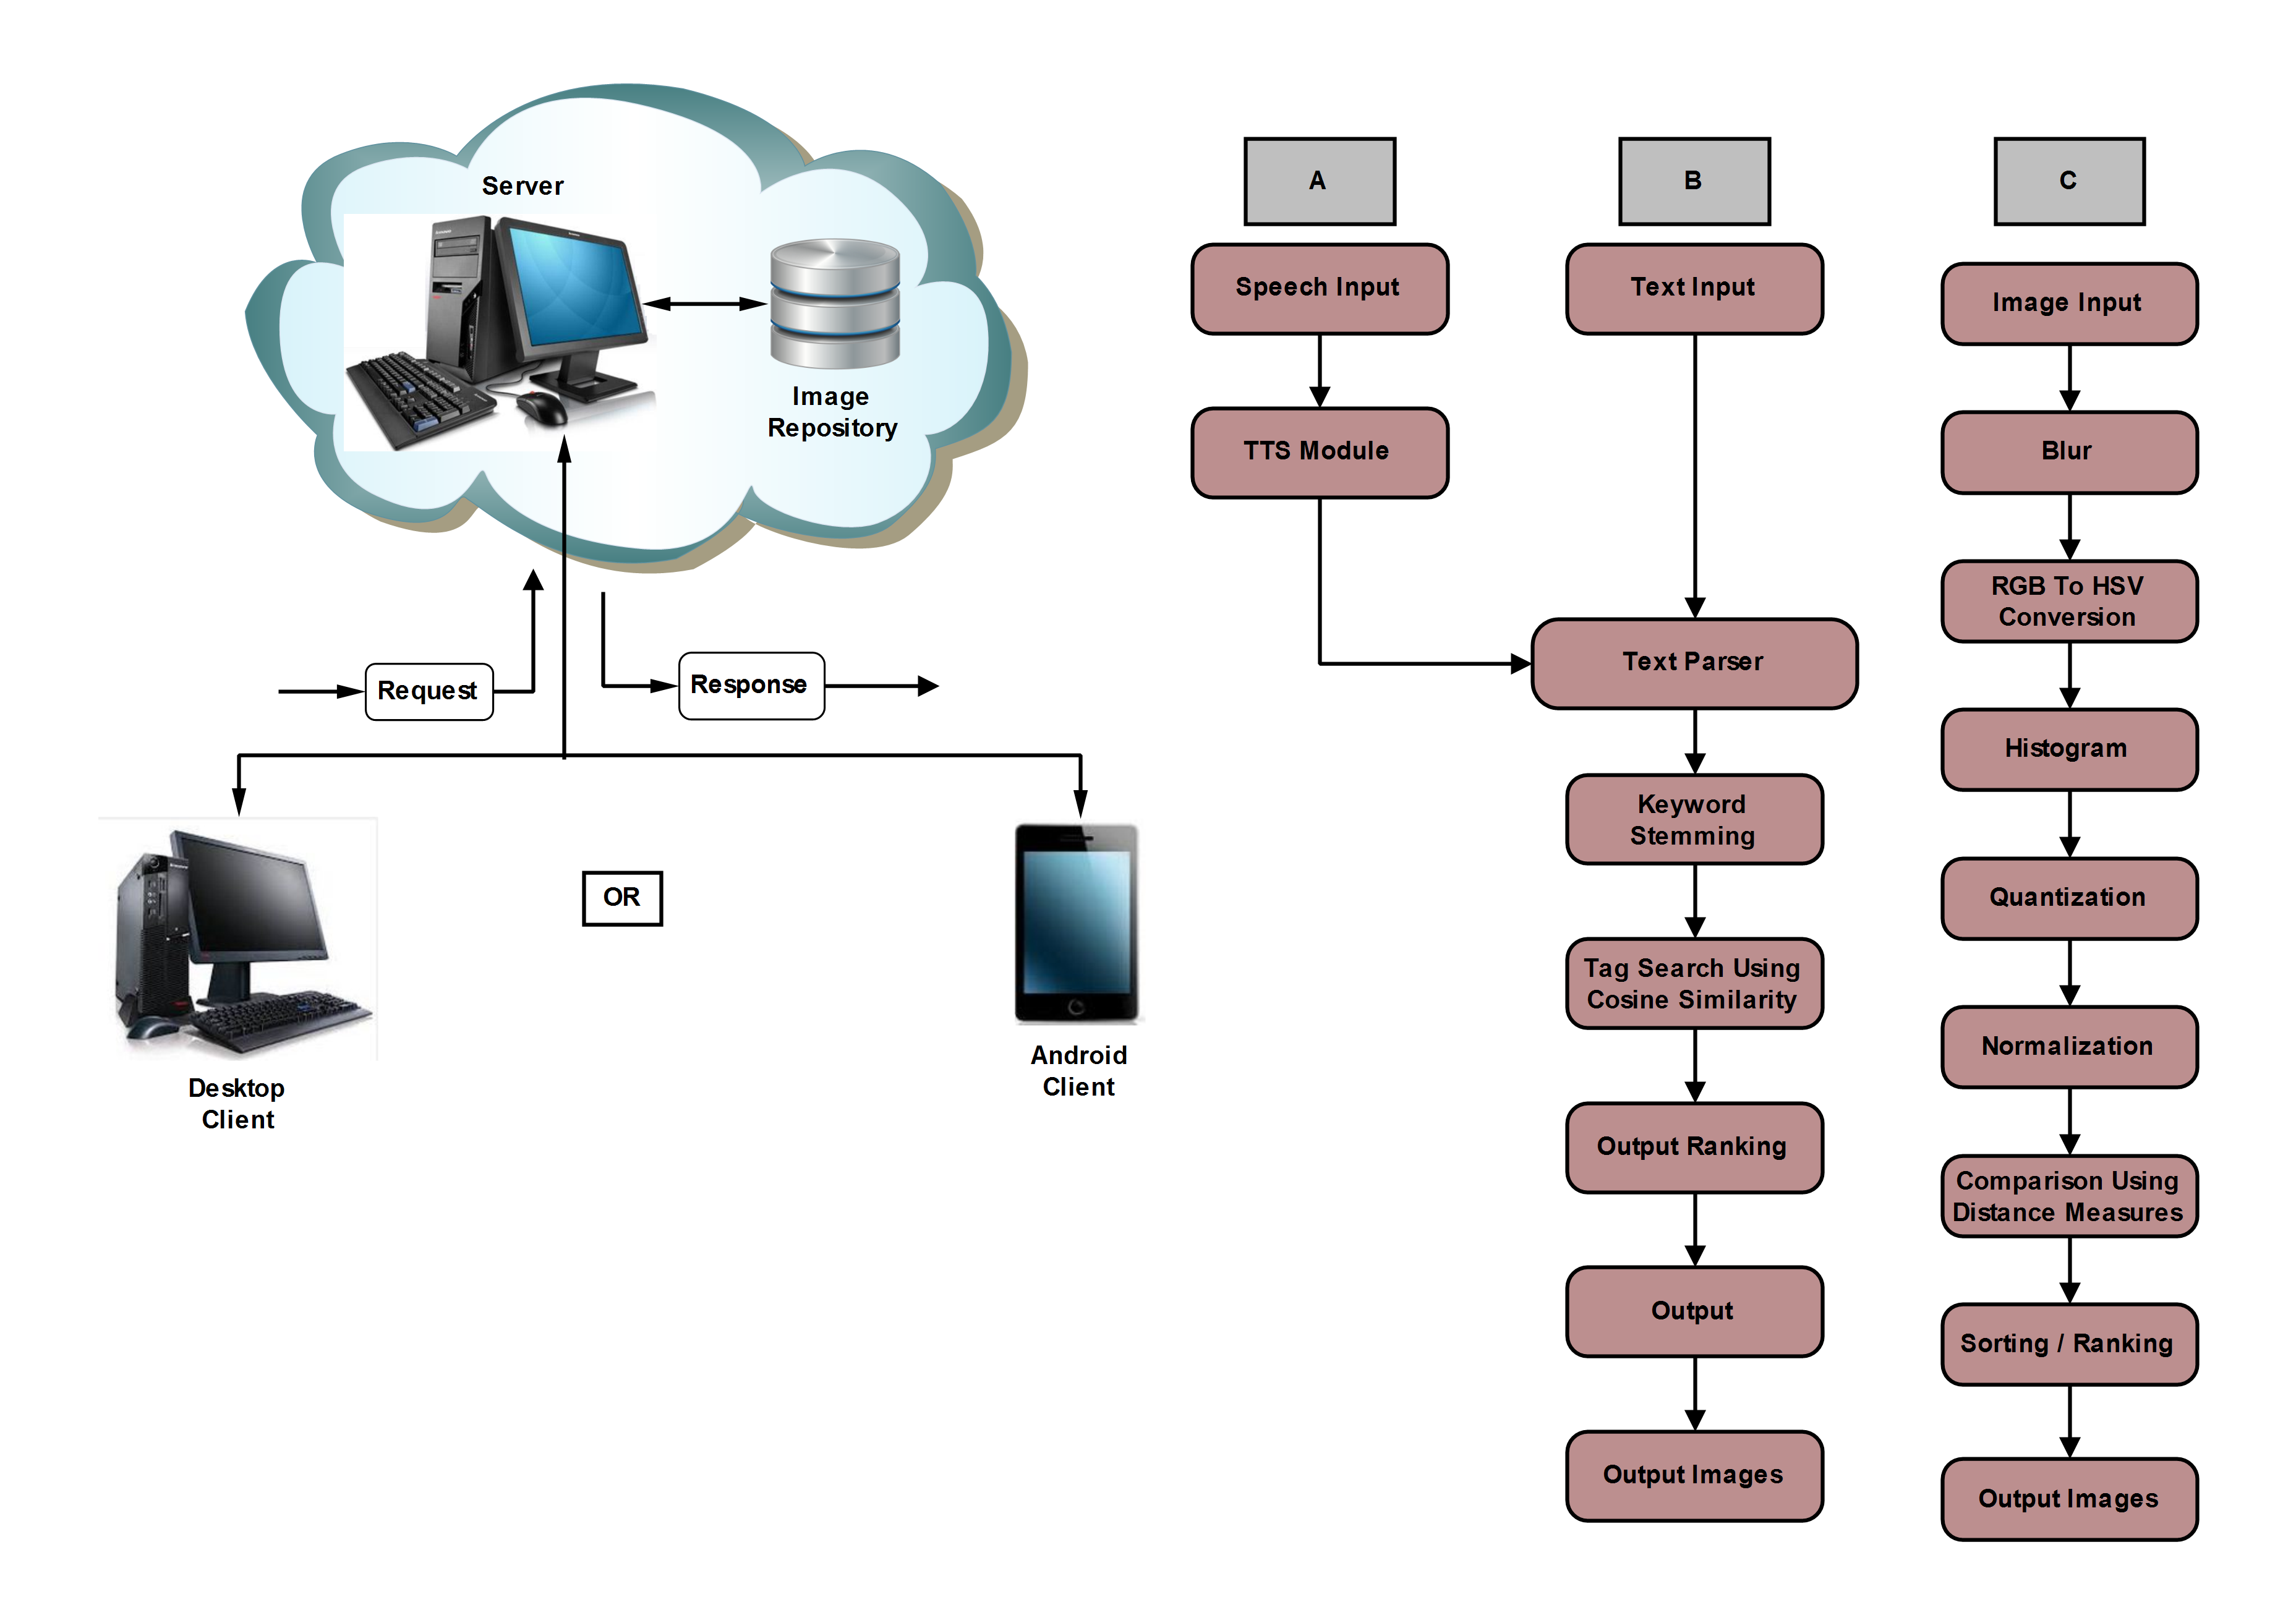 Server
Image
Repository
Request
Response
OR
Desktop
Client
Android
Client
A
Speech Input
TTS Module
B
Text Input
Text Parser
Keyword
Stemming
Tag Search Using
Cosine Similarity
Output Ranking
Output
Output Images
C
Image Input
Blur
RGB To HSV
Conversion
Histogram
Quantization
Normalization
Comparison Using
Distance Measures
Sorting / Ranking
Output Images